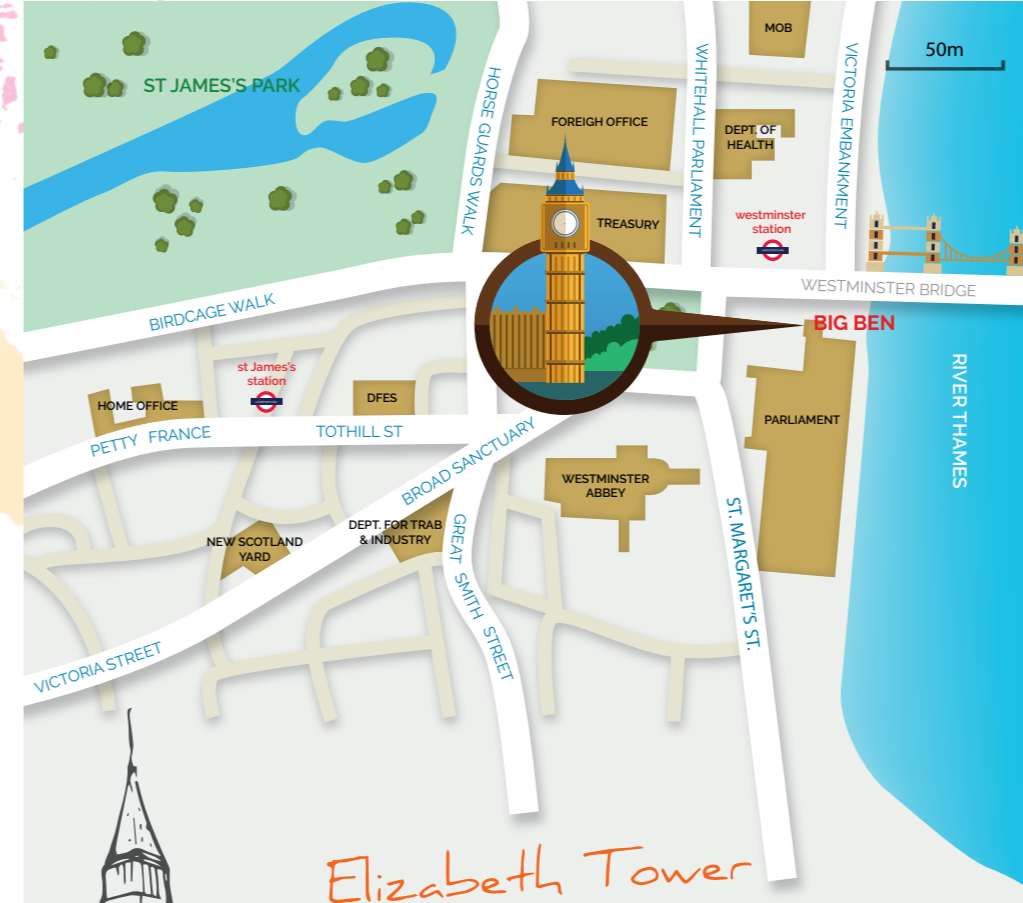 MOB
50m
ST JAMES'S PARK
HORSE GUARDS WALK
WHITEHALL PARLIAMENT
VICTORIA EMBANKMENT
FOREIGH OFFICE
DEPT. OF
HEALTH
TREASURY
westminster
station
WESTMINSTER BRIDGE
BIRDCAGE WALK
BIG BEN
st James's
station
HOME OFFICE
DFES
PARLIAMENT
RIVER THAMES
PETTY FRANCE
TOTHILL ST
BROAD SANCTUARY
WESTMINSTER
ABBEY
NEW SCOTLAND
YARD
DEPT. FOR TRAB
& INDUSTRY
GREAT SMITH STREET
ST. MARGARET'S ST.
VICTORIA STREET
Elizabeth Tower